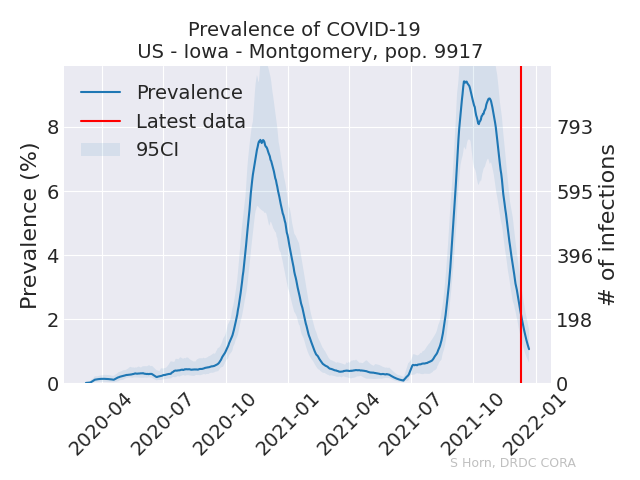 Prevalence of COVID-19
US - Iowa - Montgomery, pop. 9917
Prevalence
Latest data
95CI
Prevalence (%)
8
6
4
2
0
793
595
396
198
0
# of infections
2020-04
2020-07
2020-10
2021-01
2021-04
2021-07
2021-10
2022-01
S Horn, DRDC CORA